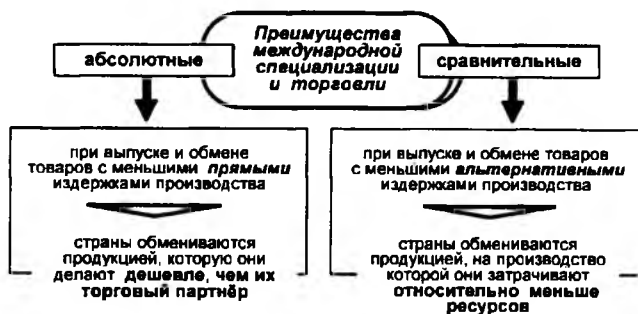 Преимущества
международной
специализации
и торговли
абсолютные
сравнительные
при выпуске и обмене
товаров с меньшими прямыми
издержками производства
страны обмениваются
продукцией, которую они
делают дешевле, чем их
торговый партнёр
при выпуске и обмене товаров
с меньшими альтернативными
издержками производства
страны обмениваются
продукцией, на производство
которой они затрачивают
относительно меньше
ресурсов